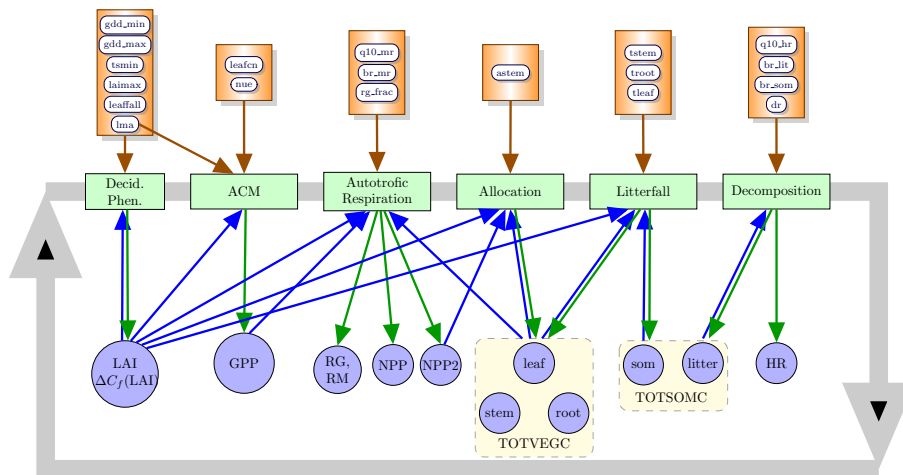 gdd_min
gdd_max
tsmin
laimax
leaffall
lma
leafcn
nue
q10_mr
br_mr
rg_frac
astem
tstem
troot
tleaf
q10_hr
br_lit
br_som
dr
Decid.
Phen.
ACM
Autotrofic
Respiration
Allocation
Litterfall
Decomposition
LAI
ΔC_f(LAI)
GPP
RG,
RM
NPP
NPP2
leaf
stem
root
TOTVEGC
som
litter
TOTSOMC
HR